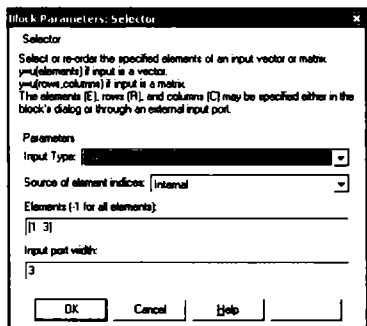 Block Parameters: Selector
Selector
Select or re-order the specified elements of an input vector or matrix.
y=u(elements) if input is a vector.
y=u(rows,columns) if input is a matrix.
The elements (E), rows (R), and columns (C) may be specified either in the
block's dialog or through an external input port.
Parameters
Input Type:
Source of element indices: Internal
Elements (-1 for all elements):
[1 3]
Input port width:
3
OK Cancel Help